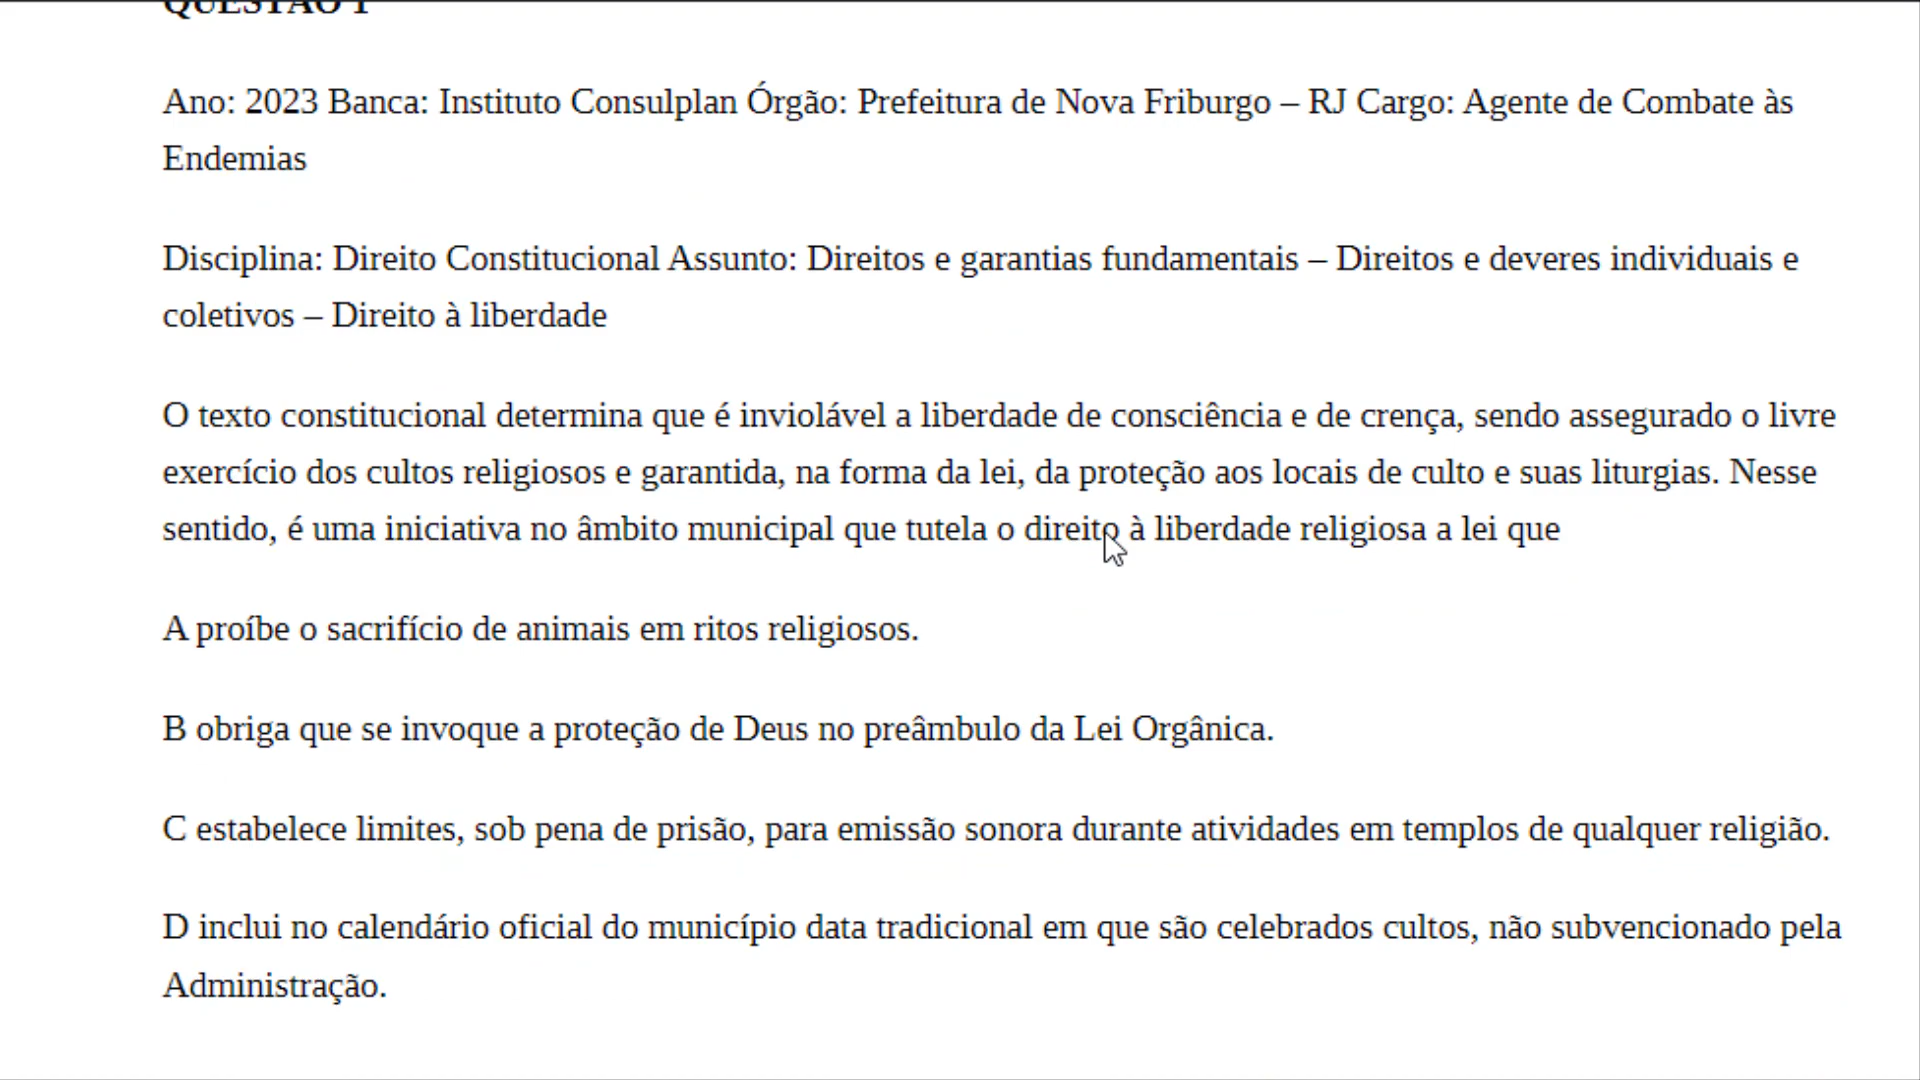 QUESTÃO 1
Ano: 2023 Banca: Instituto Consulplan Órgão: Prefeitura de Nova Friburgo – RJ Cargo: Agente de Combate às
Endemias
Disciplina: Direito Constitucional Assunto: Direitos e garantias fundamentais – Direitos e deveres individuais e
coletivos – Direito à liberdade
O texto constitucional determina que é inviolável a liberdade de consciência e de crença, sendo assegurado o livre
exercício dos cultos religiosos e garantida, na forma da lei, da proteção aos locais de culto e suas liturgias. Nesse
sentido, é uma iniciativa no âmbito municipal que tutela o direito à liberdade religiosa a lei que
A proíbe o sacrifício de animais em ritos religiosos.
B obriga que se invoque a proteção de Deus no preâmbulo da Lei Orgânica.
C estabelece limites, sob pena de prisão, para emissão sonora durante atividades em templos de qualquer religião.
D inclui no calendário oficial do município data tradicional em que são celebrados cultos, não subvencionado pela
Administração.